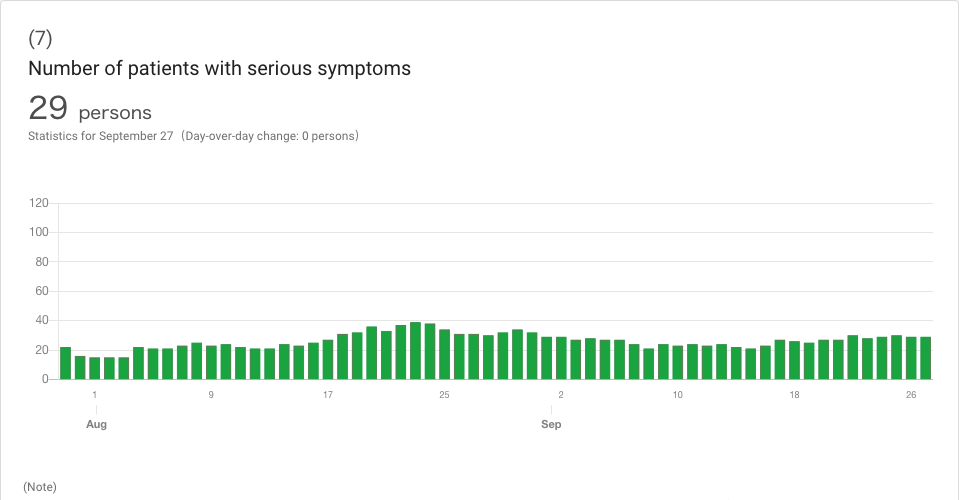 (7)
Number of patients with serious symptoms
29 persons
Statistics for September 27（Day-over-day change: 0 persons）
120
100
80
60
40
20
0
1 9 17 25 2 10 18 26
Aug Sep
(Note)